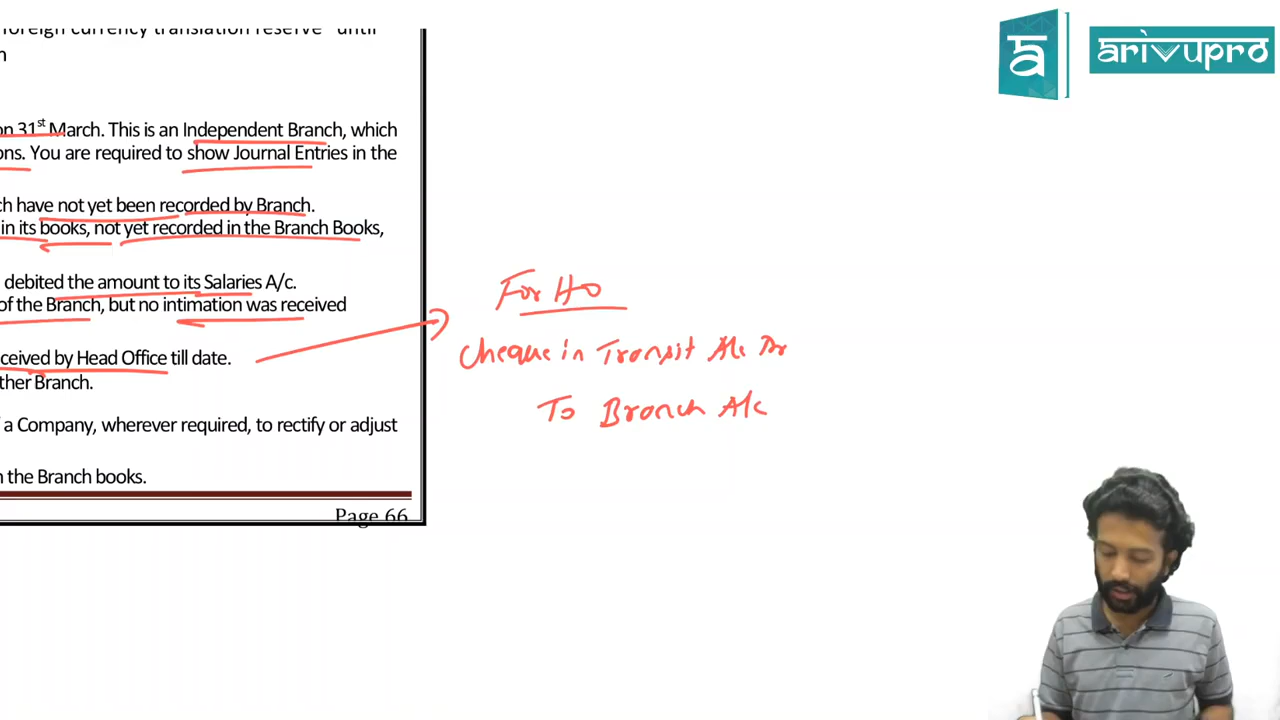 foreign currency translation reserve" until
n
arivupro
on 31st March. This is an Independent Branch, which
ons. You are required to show Journal Entries in the
ch have not yet been recorded by Branch.
in its books, not yet recorded in the Branch Books,
debited the amount to its Salaries A/c.
of the Branch, but no intimation was received
ceived by Head Office till date.
ther Branch.
f a Company, wherever required, to rectify or adjust
n the Branch books.
Page 66
For HO
Cheque in Transit A/c Dr
To Branch A/c